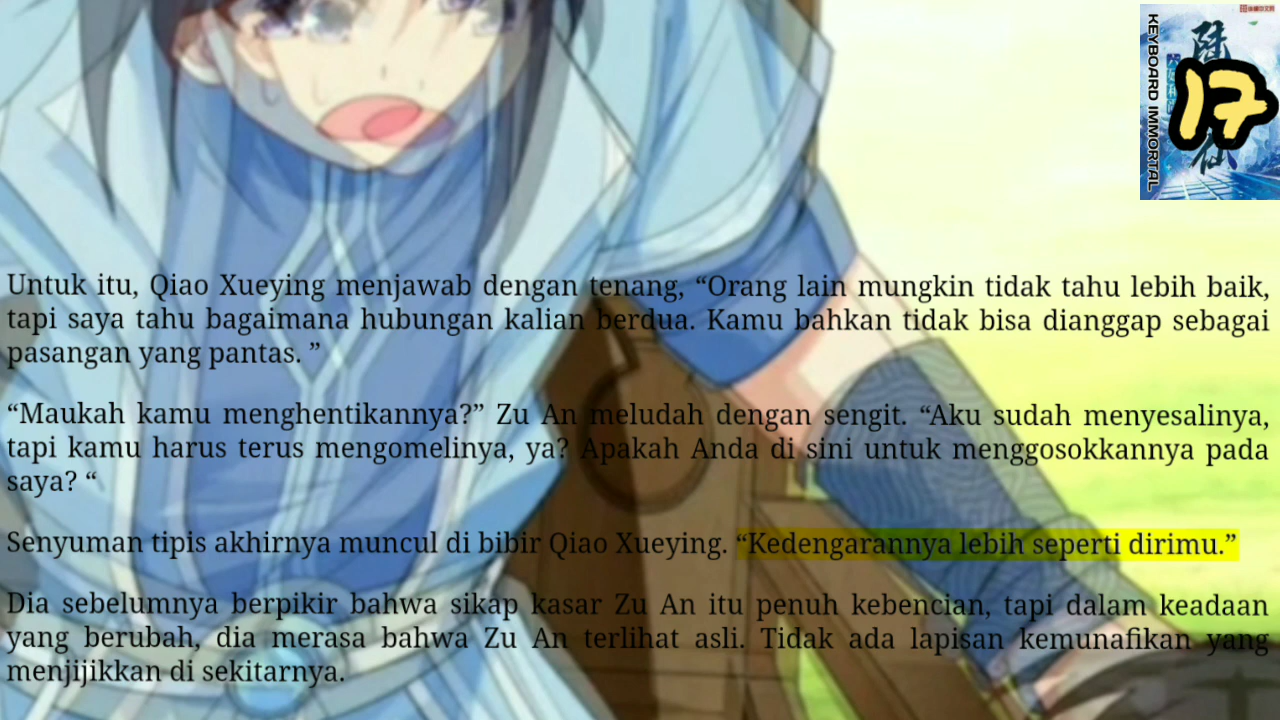 KEYBOARD IMMORTAL
17
Untuk itu, Qiao Xueying menjawab dengan tenang, “Orang lain mungkin tidak tahu lebih baik,
tapi saya tahu bagaimana hubungan kalian berdua. Kamu bahkan tidak bisa dianggap sebagai
pasangan yang pantas. ”
“Maukah kamu menghentikannya?” Zu An meludah dengan sengit. “Aku sudah menyesalinya,
tapi kamu harus terus mengomelinya, ya? Apakah Anda di sini untuk menggosokkannya pada
saya? “
Senyuman tipis akhirnya muncul di bibir Qiao Xueying. “Kedengarannya lebih seperti dirimu.”
Dia sebelumnya berpikir bahwa sikap kasar Zu An itu penuh kebencian, tapi dalam keadaan
yang berubah, dia merasa bahwa Zu An terlihat asli. Tidak ada lapisan kemunafikan yang
menjijikkan di sekitarnya.